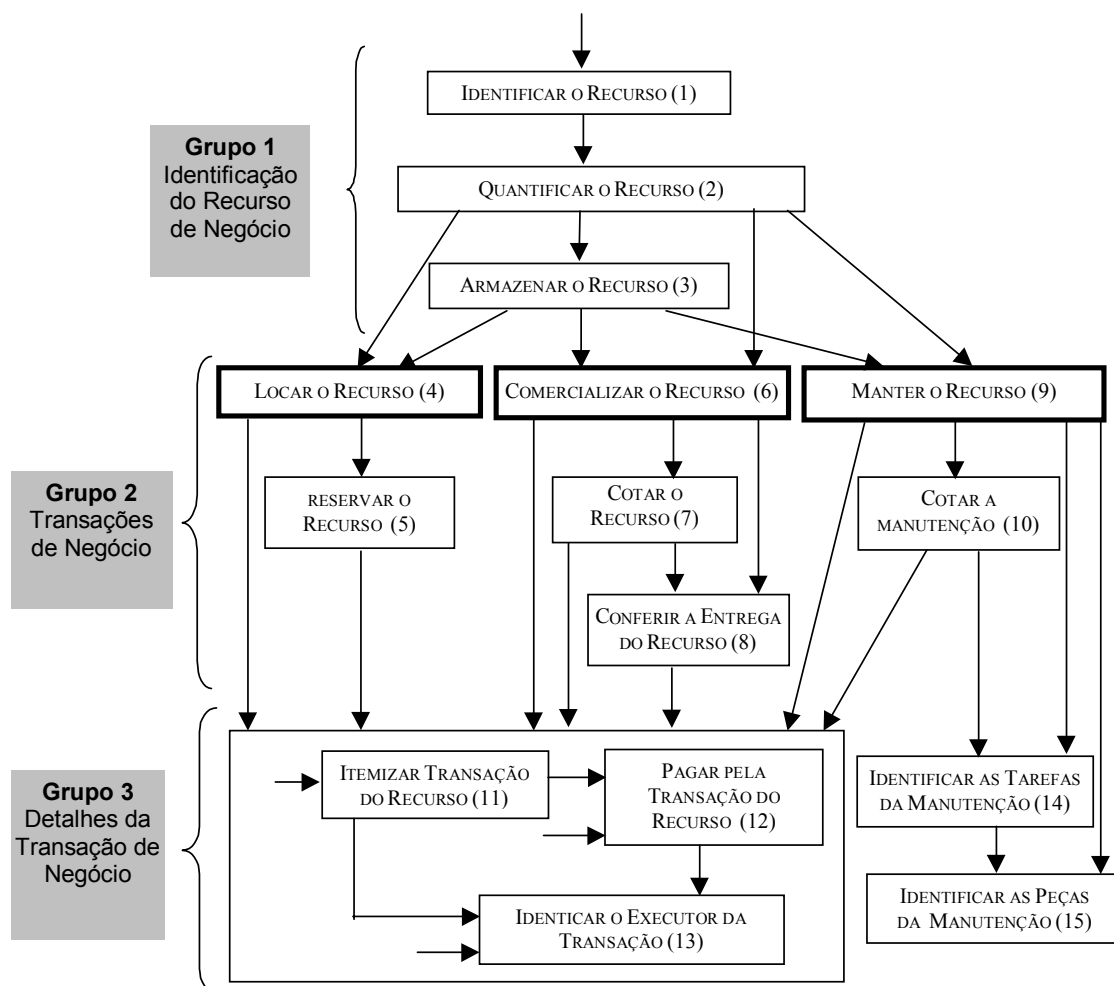 IDENTIFICAR O RECURSO (1)
Grupo 1
Identificação
do Recurso
de Negócio
QUANTIFICAR O RECURSO (2)
ARMAZENAR O RECURSO (3)
LOCAR O RECURSO (4)
COMERCIALIZAR O RECURSO (6)
MANTER O RECURSO (9)
Grupo 2
Transações
de Negócio
RESERVAR O
RECURSO (5)
COTAR O
RECURSO (7)
COTAR A
MANUTENÇÃO (10)
CONFERIR A ENTREGA
DO RECURSO (8)
Grupo 3
Detalhes da
Transação de
Negócio
ITEMIZAR TRANSAÇÃO
DO RECURSO (11)
PAGAR PELA
TRANSAÇÃO DO
RECURSO (12)
IDENTIFICAR AS TAREFAS
DA MANUTENÇÃO (14)
IDENTICAR O EXECUTOR DA
TRANSAÇÃO (13)
IDENTIFICAR AS PEÇAS
DA MANUTENÇÃO (15)